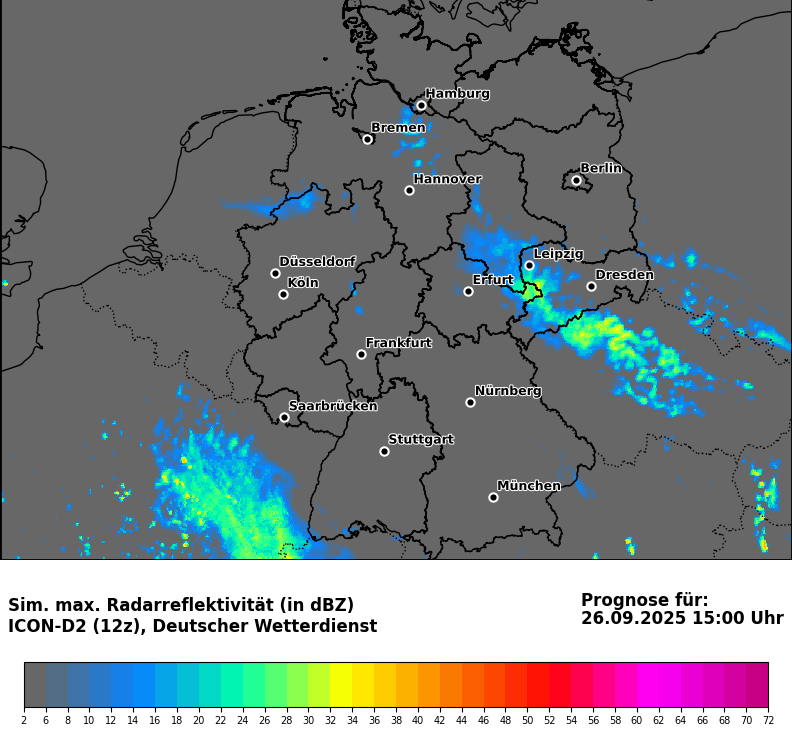 Hamburg
Bremen
Berlin
Hannover
Leipzig
Düsseldorf
Dresden
Köln
Erfurt
Frankfurt
Nürnberg
Saarbrücken
Stuttgart
München
Sim. max. Radarreflektivität (in dBZ)
ICON-D2 (12z), Deutscher Wetterdienst
Prognose für:
26.09.2025 15:00 Uhr
2 6 8 10 12 14 16 18 20 22 24 26 28 30 32 34 36 38 40 42 44 46 48 50 52 54 56 58 60 62 64 66 68 70 72